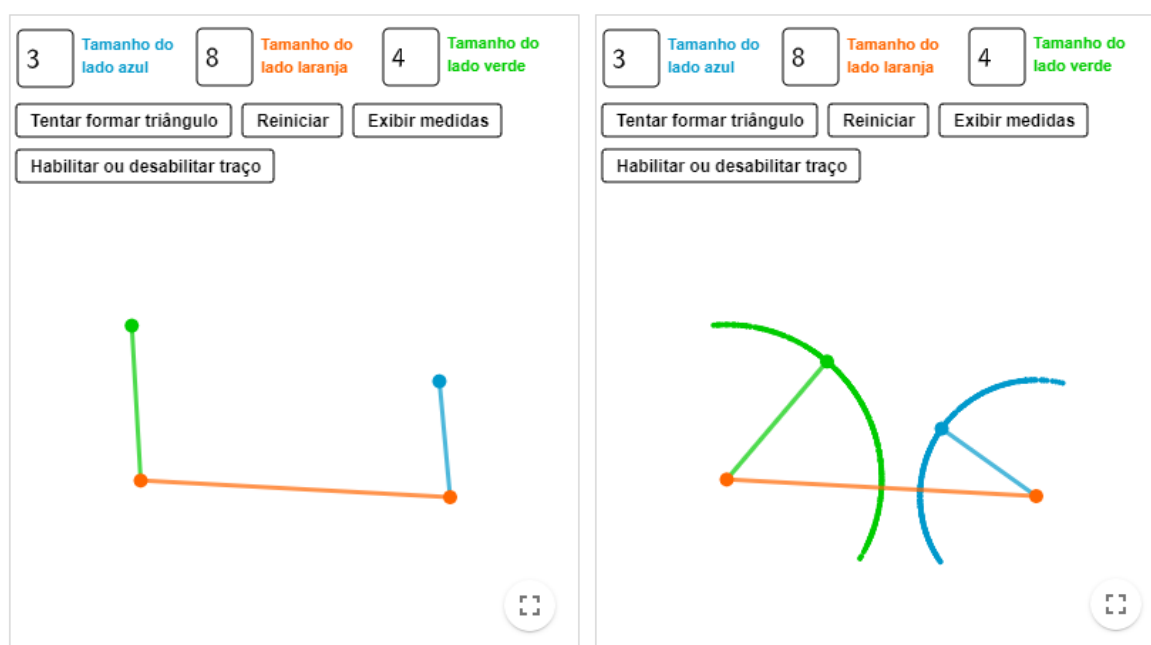 3
Tamanho do
lado azul
8
Tamanho do
lado laranja
4
Tamanho do
lado verde
Tentar formar triângulo
Reiniciar
Exibir medidas
Habilitar ou desabilitar traço
3
Tamanho do
lado azul
8
Tamanho do
lado laranja
4
Tamanho do
lado verde
Tentar formar triângulo
Reiniciar
Exibir medidas
Habilitar ou desabilitar traço